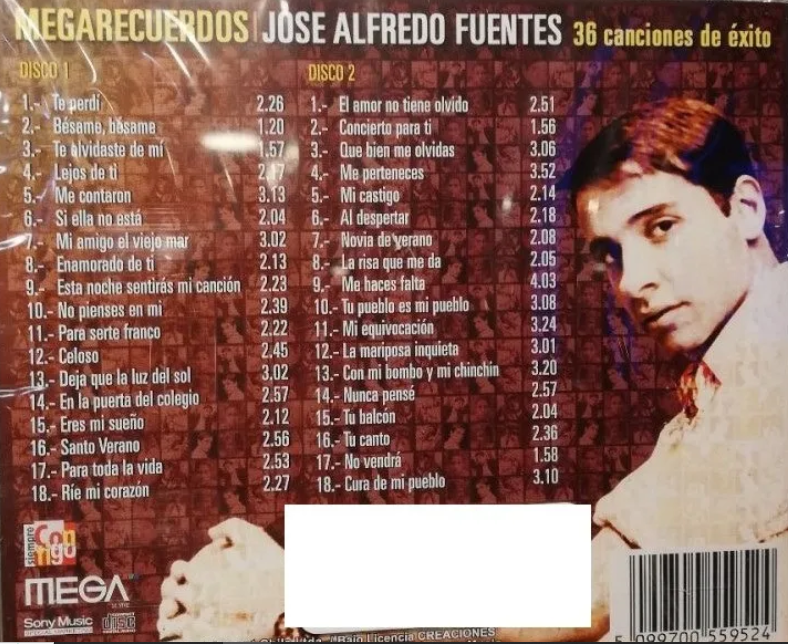 MEGARECUERDOS | JOSE ALFREDO FUENTES 36 canciones de éxito
DISCO 1
1.- Te perdí 2.26
2.- Bésame, bésame 1.20
3.- Te olvidaste de mí 1.57
4.- Lejos de ti 2.17
5.- Me contaron 3.13
6.- Si ella no está 2.04
7.- Mi amigo el viejo mar 3.02
8.- Enamorado de ti 2.13
9.- Esta noche sentirás mi canción 2.23
10.- No pienses en mi 2.39
11.- Para serte franco 2.22
12.- Celoso 2.45
13.- Deja que la luz del sol 3.02
14.- En la puerta del colegio 2.57
15.- Eres mi sueño 2.12
16.- Santo Verano 2.56
17.- Para toda la vida 2.53
18.- Ríe mi corazón 2.27
DISCO 2
1.- El amor no tiene olvido 2.51
2.- Concierto para ti 1.56
3.- Que bien me olvidas 3.06
4.- Me perteneces 3.52
5.- Mi castigo 2.14
6.- Al despertar 2.18
7.- Novia de verano 2.08
8.- La risa que me da 2.05
9.- Me haces falta 4.03
10.- Tu pueblo es mi pueblo 3.08
11.- Mi equivocación 3.24
12.- La mariposa inquieta 3.01
13.- Con mi bombo y mi chinchín 3.20
14.- Nunca pensé 2.57
15.- Tu balcón 2.04
16.- Tu canto 2.36
17.- No vendrá 1.58
18.- Cura de mi pueblo 3.10
siempre
Contigo
MEGA
Sony Music
COMPACT
disc
Ltda. "Bajo Licencia CREACIONES
5 099700 559524